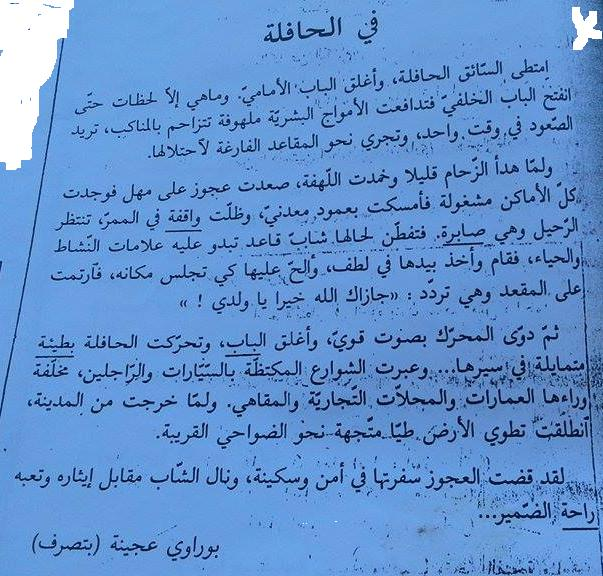 في الحافلة
اِمتطى السّائق الحافلة، وأغلق الباب الأماميّ. وماهي إلاّ لحظات حتّى
انفتح الباب الخلفيّ فتدافعت الأمواج البشريّة ملهوفة تتزاحم بالمناكب، تريد
الصّعود في وقت واحد، وتجري نحو المقاعد الفارغة لاحتلالها.
ولمّا هدأ الزّحام قليلا وخمدت اللّهفة، صعدت عجوز على مهل فوجدت
كلّ الأماكن مشغولة فأمسكت بعمود معدنيّ، وظلّت واقفة في الممرّ، تنتظر
الرّحيل وهي صابرة. فتفطّن لحالها شابّ قاعد تبدو عليه علامات النّشاط
والحياء، فقام وأخذ بيدها في لطف، وألحّ عليها كي تجلس مكانه، فارتمت
على المقعد وهي تردّد : «جازاك الله خيرا يا ولدي ! »
ثمّ دوّى المحرّك بصوت قويّ، وأغلق الباب، وتحرّكت الحافلة بطيئة
متمايلة في سيرها... وعبرت الشوارع المكتظّة بالسّيّارات والرّاجلين، مخلّفة
وراءها العمارات والمحلاّت التّجاريّة والمقاهي. ولمّا خرجت من المدينة،
اَنطلقت تطوي الأرض طيّا متّجهة نحو الضواحي القريبة.
لقد قضت العجوز سفرتها في أمن وسكينة، ونال الشّاب مقابل إيثاره وتعبه
راحة الضّمير...
بوراوي عجينة (بتصرف)